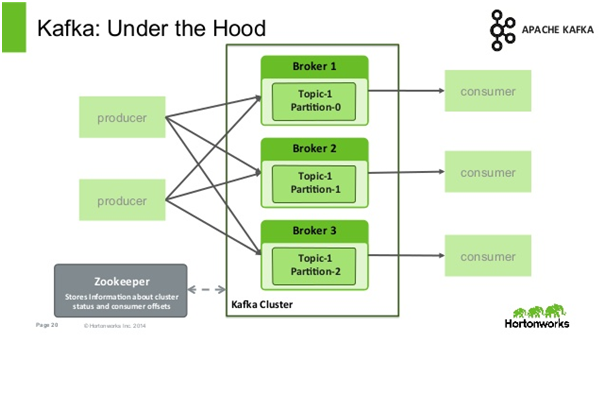 Kafka: Under the Hood
APACHE KAFKA
Broker 1
Topic-1
Partition-0
consumer
producer
Broker 2
Topic-1
Partition-1
consumer
producer
Broker 3
Topic-1
Partition-2
consumer
Zookeeper
Stores Information about cluster
status and consumer offsets
Kafka Cluster
Page 20
© Hortonworks Inc. 2014
Hortonworks